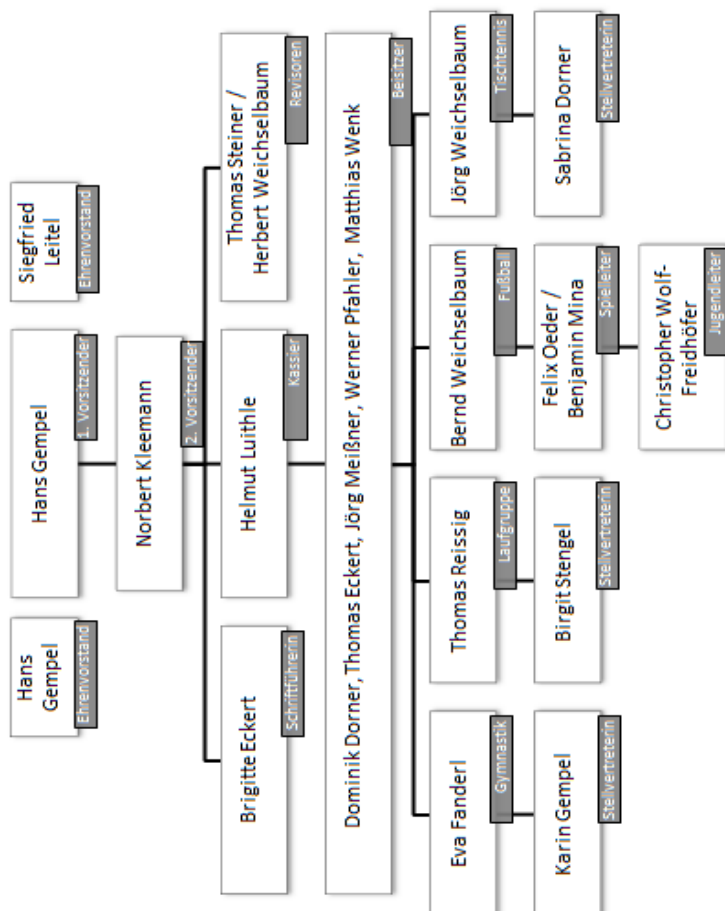 Hans
Gempel
Ehrenvorstand
Hans Gempel
1. Vorsitzender
Siegfried
Leitel
Ehrenvorstand
Norbert Kleemann
2. Vorsitzender
Brigitte Eckert
Schriftführerin
Helmut Luithle
Kassier
Thomas Steiner /
Herbert Weichselbaum
Revisoren
Dominik Dorner, Thomas Eckert, Jörg Meißner, Werner Pfahler, Matthias Wenk
Beisitzer
Eva Fanderl
Gymnastik
Thomas Reissig
Laufgruppe
Bernd Weichselbaum
Fußball
Jörg Weichselbaum
Tischtennis
Karin Gempel
Stellvertreterin
Birgit Stengel
Stellvertreterin
Felix Oeder /
Benjamin Mina
Spielleiter
Sabrina Dorner
Stellvertreterin
Christopher Wolf-
Freidhöfer
Jugendleiter